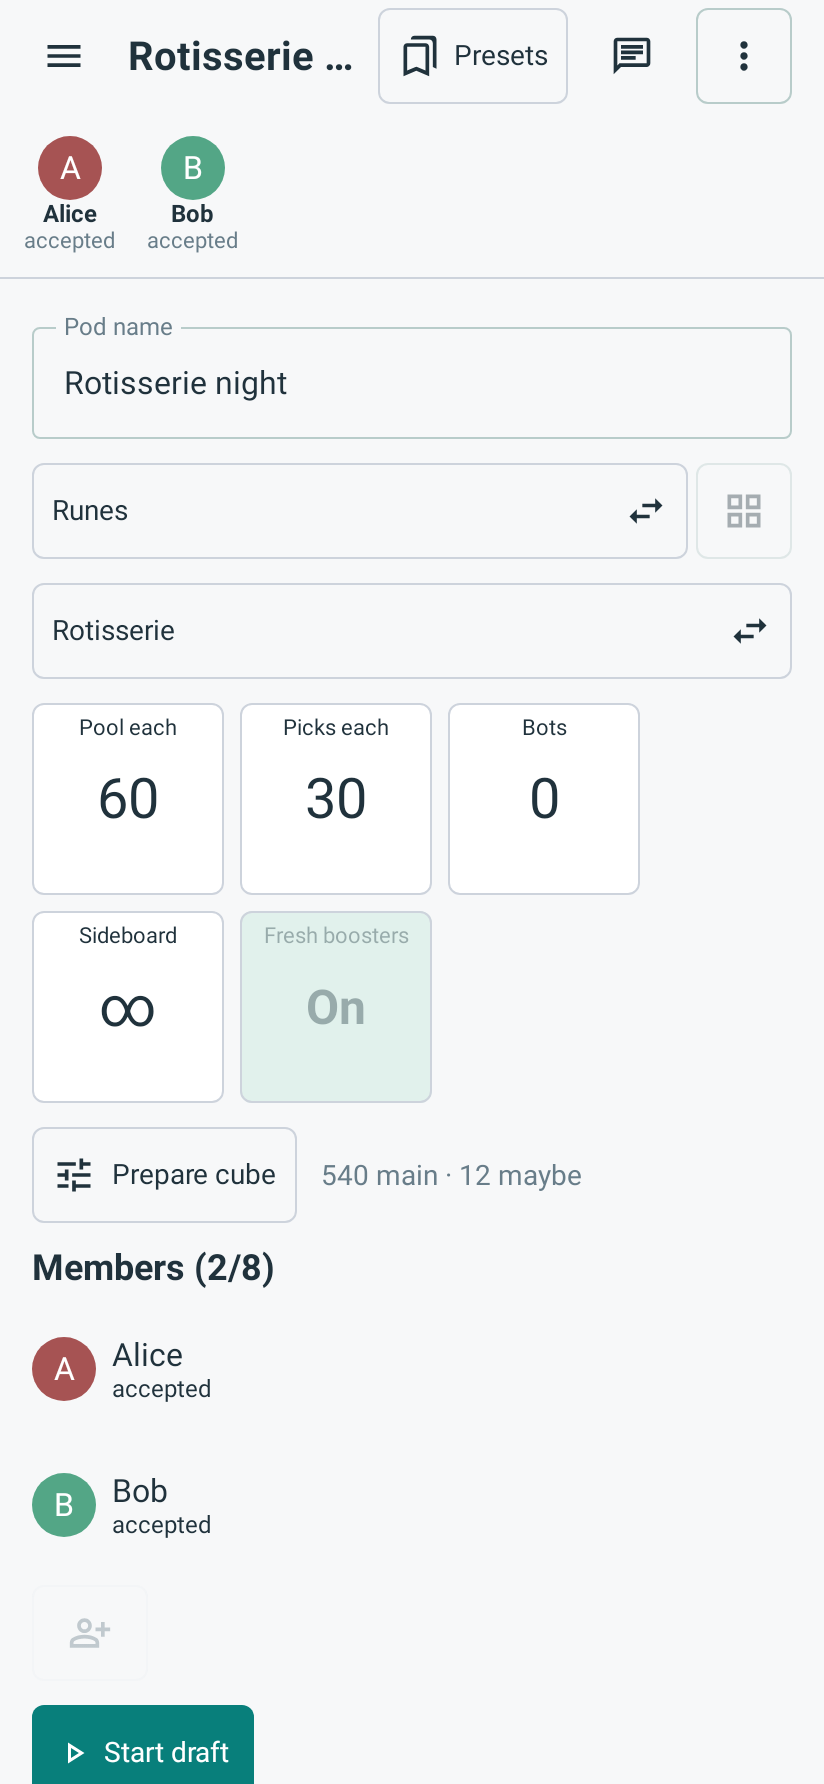 Rotisserie ...
Presets
A
Alice
accepted
B
Bob
accepted
Pod name
Rotisserie night
Runes
Rotisserie
Pool each
60
Picks each
30
Bots
0
Sideboard
∞
Fresh boosters
On
Prepare cube
540 main · 12 maybe
Members (2/8)
A
Alice
accepted
B
Bob
accepted
Start draft